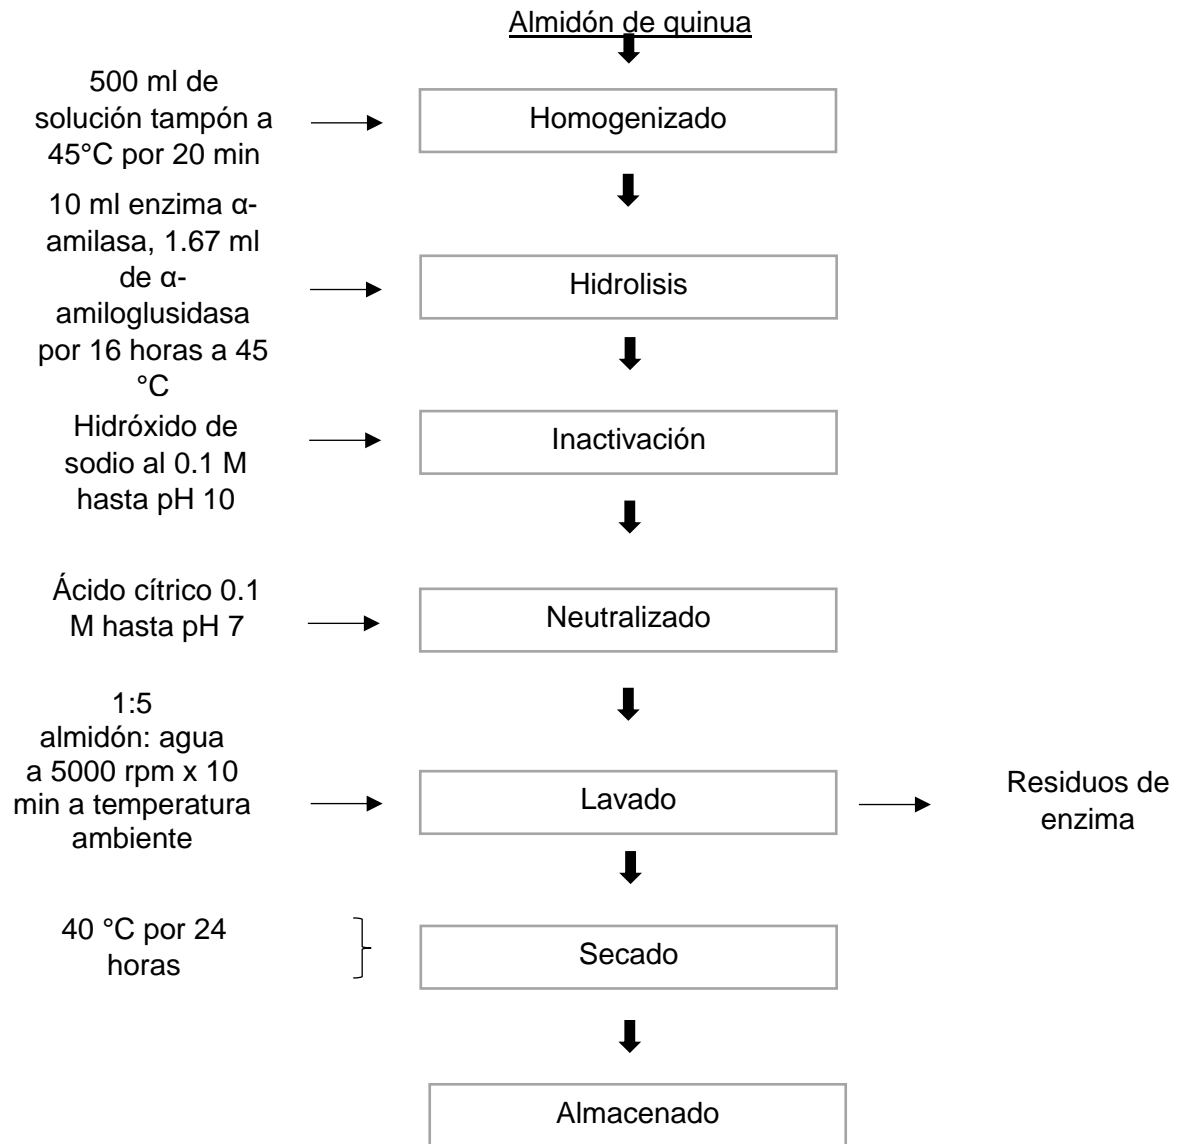 Almidón de quinua
500 ml de
solución tampón a
45°C por 20 min
Homogenizado
10 ml enzima α-
amilasa, 1.67 ml
de α-
amiloglusidasa
por 16 horas a 45
°C
Hidrolisis
Hidróxido de
sodio al 0.1 M
hasta pH 10
Inactivación
Ácido cítrico 0.1
M hasta pH 7
Neutralizado
1:5
almidón: agua
a 5000 rpm x 10
min a temperatura
ambiente
Lavado
Residuos de
enzima
40 °C por 24
horas
Secado
Almacenado